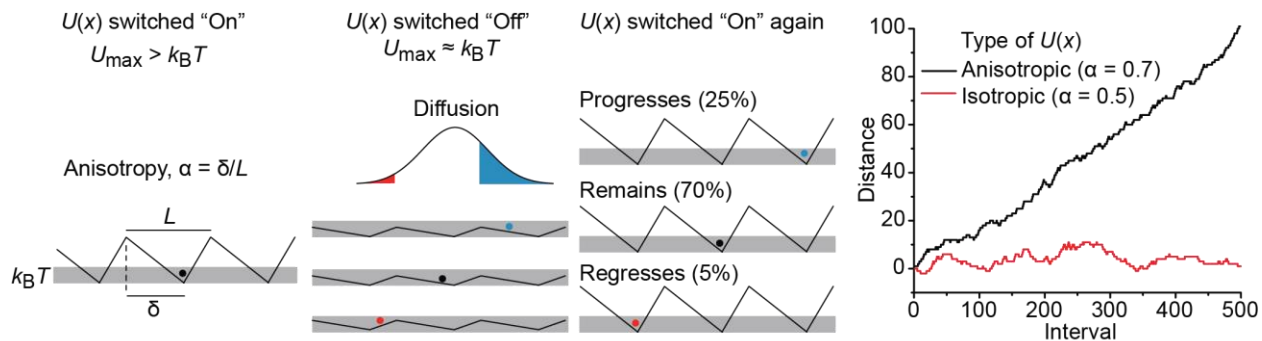 U(x) switched “On”
Umax > kBT
Anisotropy, α = δ/L
L
kBT
δ
U(x) switched “Off”
Umax ≈ kBT
Diffusion
U(x) switched “On” again
Progresses (25%)
Remains (70%)
Regresses (5%)
Type of U(x)
Anisotropic (α = 0.7)
Isotropic (α = 0.5)
Distance
100
80
60
40
20
0
0 100 200 300 400 500
Interval